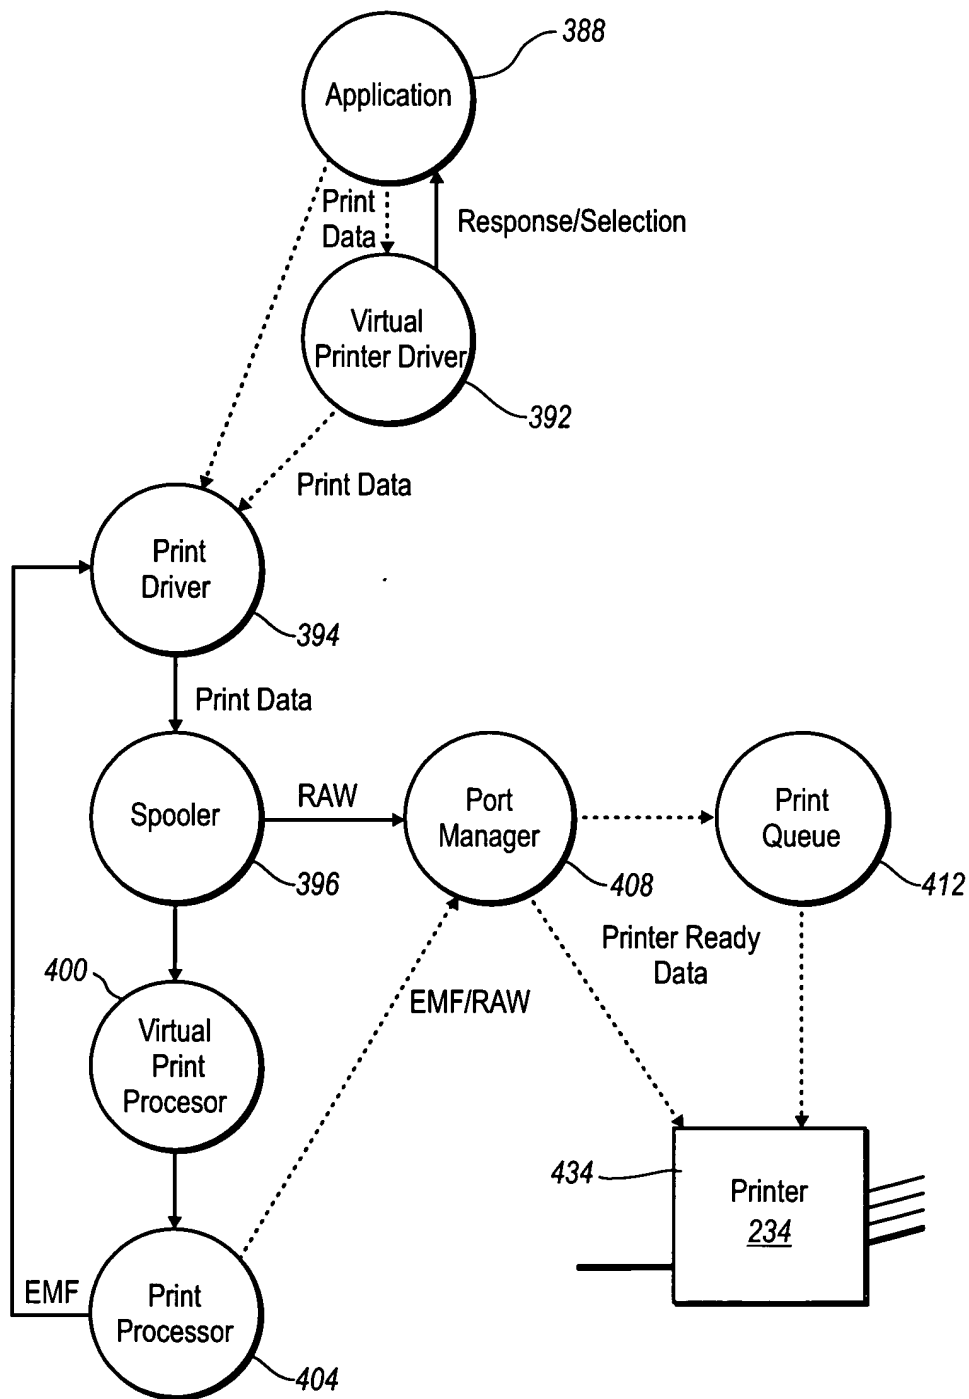 388
Application
Print
Data
Response/Selection
Virtual
Printer Driver
392
Print Data
Print
Driver
394
Print Data
Spooler
396
RAW
Port
Manager
408
Print
Queue
412
Printer Ready
Data
400
EMF/RAW
Virtual
Print
Procesor
434
Printer
234
EMF
Print
Processor
404